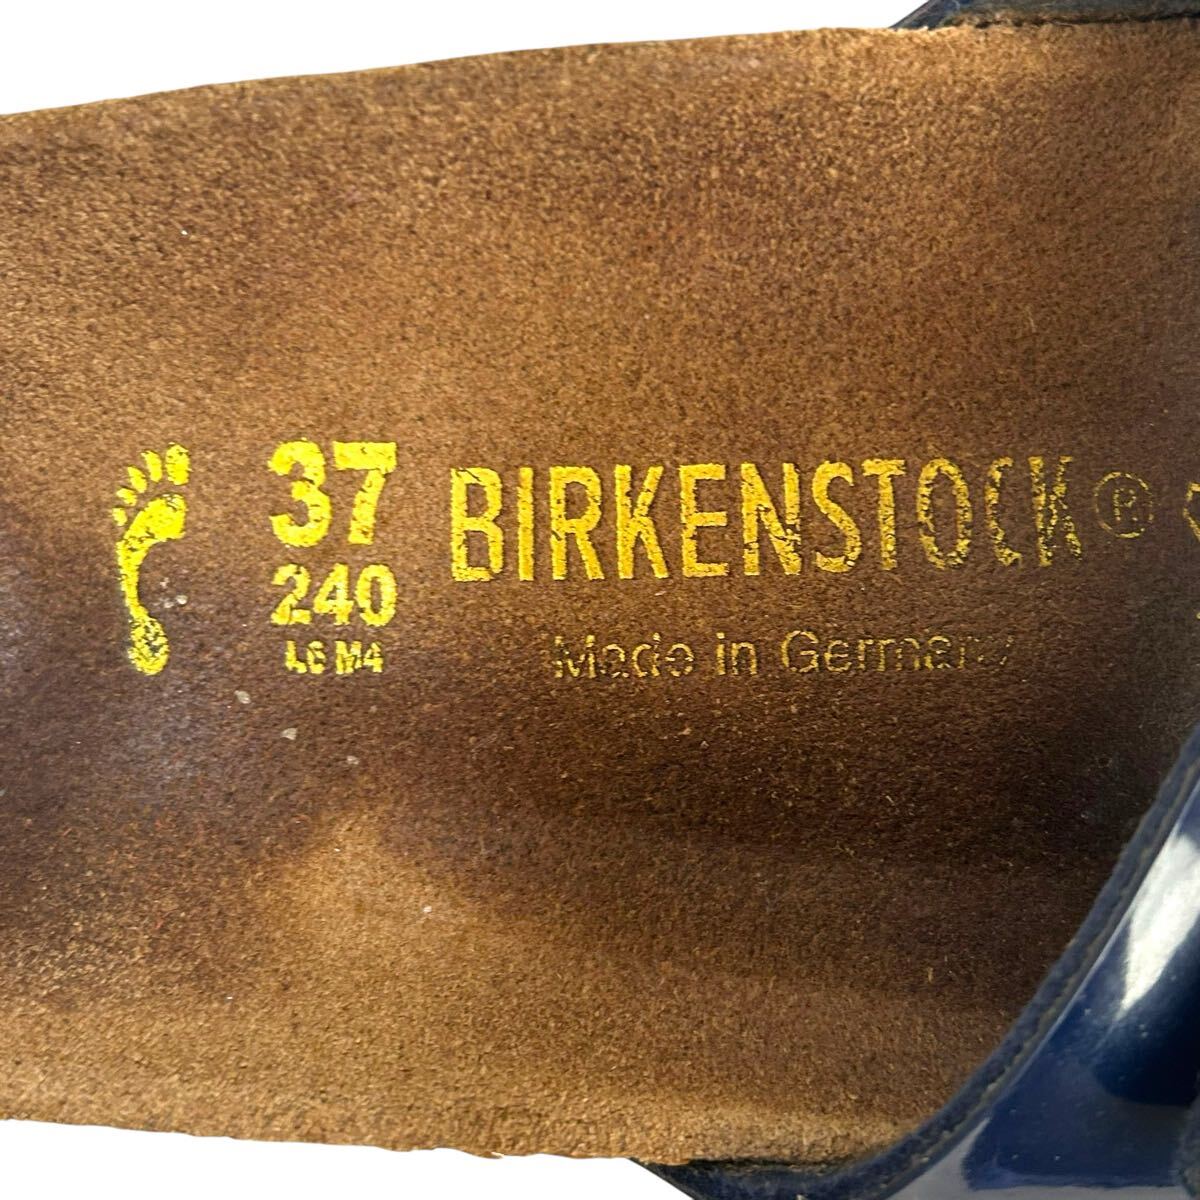 37
240
L6 M4
BIRKENSTOCK®
Made in Germany